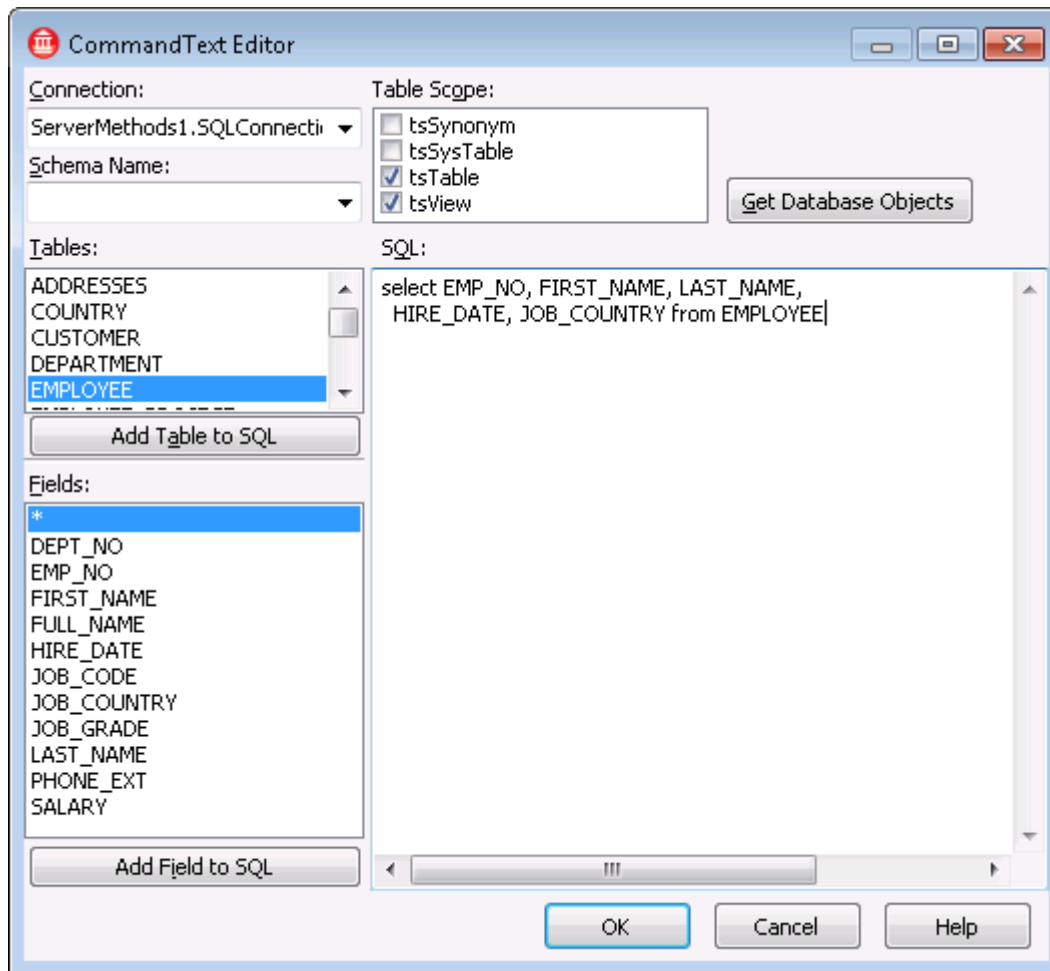 CommandText Editor
Connection:
ServerMethods1.SQLConnecti
Schema Name:
Table Scope:
tsSynonym
tsSysTable
tsTable
tsView
Get Database Objects
Tables:
ADDRESSES
COUNTRY
CUSTOMER
DEPARTMENT
EMPLOYEE
Add Table to SQL
Fields:
*
DEPT_NO
EMP_NO
FIRST_NAME
FULL_NAME
HIRE_DATE
JOB_CODE
JOB_COUNTRY
JOB_GRADE
LAST_NAME
PHONE_EXT
SALARY
Add Field to SQL
SQL:
select EMP_NO, FIRST_NAME, LAST_NAME,
HIRE_DATE, JOB_COUNTRY from EMPLOYEE
OK
Cancel
Help